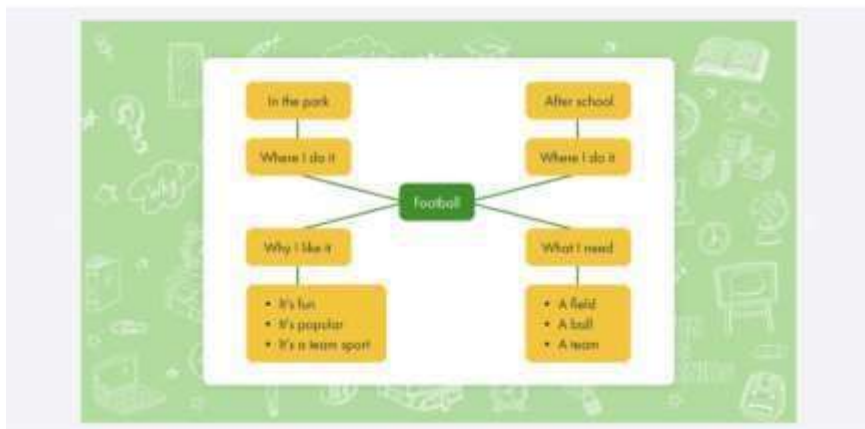 In the park
After school
Where I do it
Where I do it
Football
Why I like it
What I need
• It's fun
• It's popular
• It's a team sport
• A field
• A ball
• A team